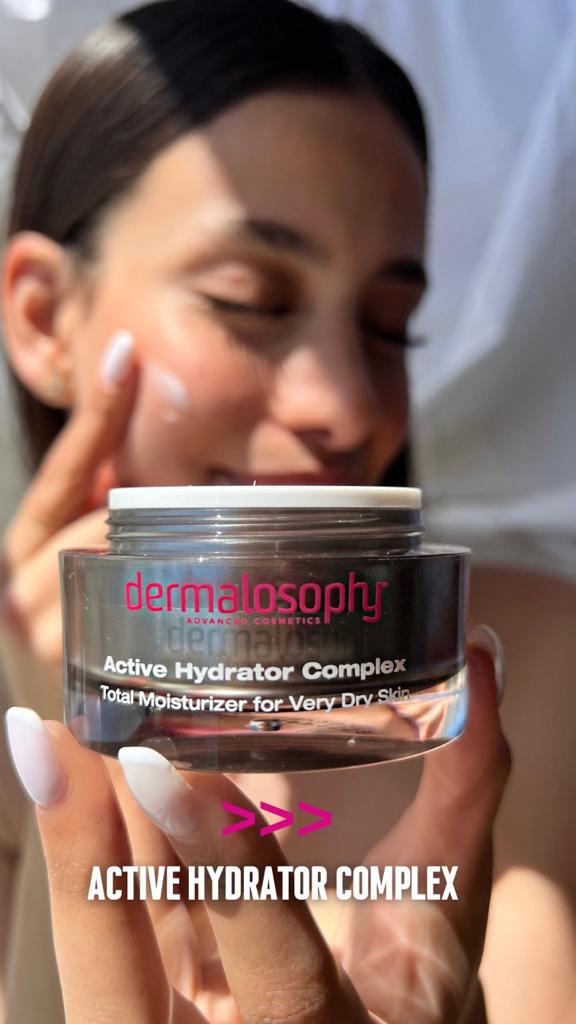 dermalosophy
ADVANCED COSMETICS
Active Hydrator Complex
Total Moisturizer for Very Dry Skin
>>>
ACTIVE HYDRATOR COMPLEX